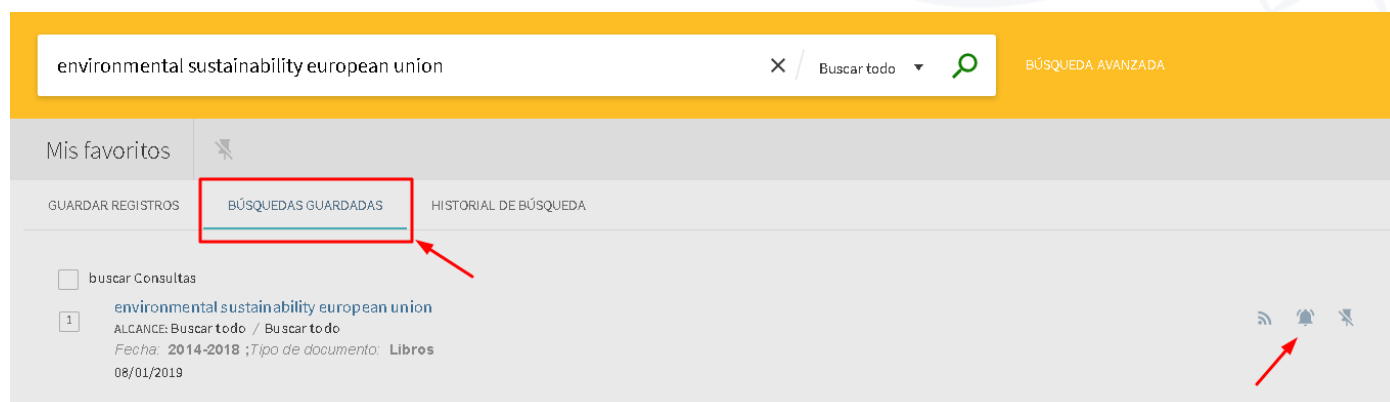 environmental sustainability european union
Buscar todo
BÚSQUEDA AVANZADA
Mis favoritos
GUARDAR REGISTROS BÚSQUEDAS GUARDADAS HISTORIAL DE BÚSQUEDA
buscar Consultas
1 environmental sustainability european union
ALCANCE: Buscar todo / Buscar todo
Fecha: 2014-2018 ;Tipo de documento: Libros
08/01/2019